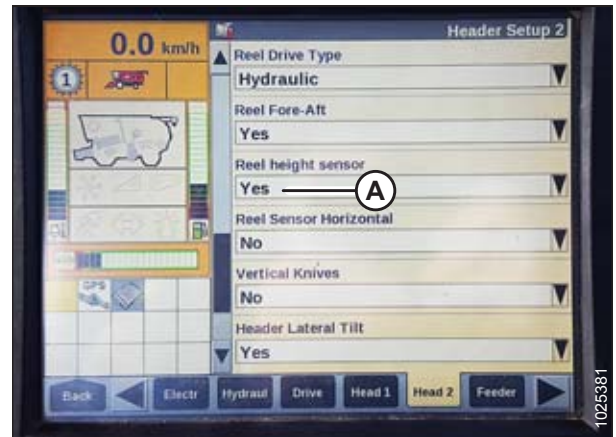 0.0 km/h
Header Setup 2
1
Reel Drive Type
Hydraulic
Reel Fore-Aft
Yes
Reel height sensor
Yes
A
Reel Sensor Horizontal
No
Vertical Knives
No
GPS
Header Lateral Tilt
Yes
Back
Electr
Hydraul
Drive
Head 1
Head 2
Feeder
1025381